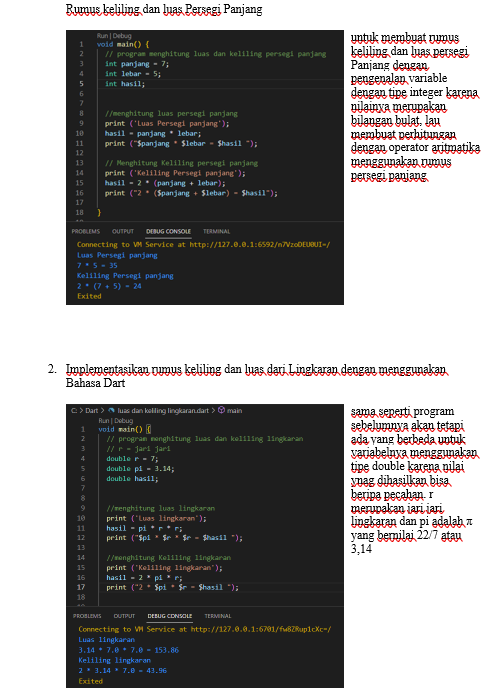 Rumus keliling dan luas Persegi Panjang
Run | Debug
1 void main() {
2 // program menghitung luas dan keliling persegi panjang
3 int panjang = 7;
4 int lebar = 5;
5 int hasil;
6
7
8 //menghitung luas persegi panjang
9 print ('Luas Persegi panjang');
10 hasil = panjang * lebar;
11 print ("$panjang * $lebar = $hasil ");
12
13 // Menghitung Keliling persegi panjang
14 print ('Keliling Persegi panjang');
15 hasil = 2 * (panjang + lebar);
16 print ("2 * ($panjang + $lebar) = $hasil");
17
18 }
PROBLEMS OUTPUT DEBUG CONSOLE TERMINAL
Connecting to VM Service at http://127.0.0.1:6592/n7VzoDEU0UI=/
Luas Persegi panjang
7 * 5 = 35
Keliling Persegi panjang
2 * (7 + 5) = 24
Exited
untuk membuat rumus
keliling dan luas persegi
Panjang dengan
pengenalan variable
dengan tipe integer karena
nilainya merupakan
bilangan bulat, lau
membuat perhitungan
dengan operator aritmatika
menggunakan rumus
persegi panjang
2. Implementasikan rumus keliling dan luas dari Lingkaran dengan menggunakan
Bahasa Dart
C: > Dart > luas dan keliling lingkaran.dart > main
Run | Debug
1 void main() {
2 // program menghitung luas dan keliling lingkaran
3 // r = jari jari
4 double r = 7;
5 double pi = 3.14;
6 double hasil;
7
8
9 //menghitung luas lingkaran
10 print ('Luas lingkaran');
11 hasil = pi * r * r;
12 print ("$pi * $r * $r = $hasil ");
13
14 //menghitung Keliling lingkaran
15 print ('Keliling lingkaran');
16 hasil = 2 * pi * r;
17 print ("2 * $pi * $r = $hasil ");
18
PROBLEMS OUTPUT DEBUG CONSOLE TERMINAL
Connecting to VM Service at http://127.0.0.1:6701/fw8ZRup1cXc=/
Luas lingkaran
3.14 * 7.0 * 7.0 = 153.86
Keliling lingkaran
2 * 3.14 * 7.0 = 43.96
Exited
sama seperti program
sebelumnya akan tetapi
ada yang berbeda untuk
variabelnya menggunakan
tipe double karena nilai
ynag dihasilkan bisa
berupa pecahan. r
merupakan jari jari
lingkaran dan pi adalah π
yang bernilai 22/7 atau
3,14